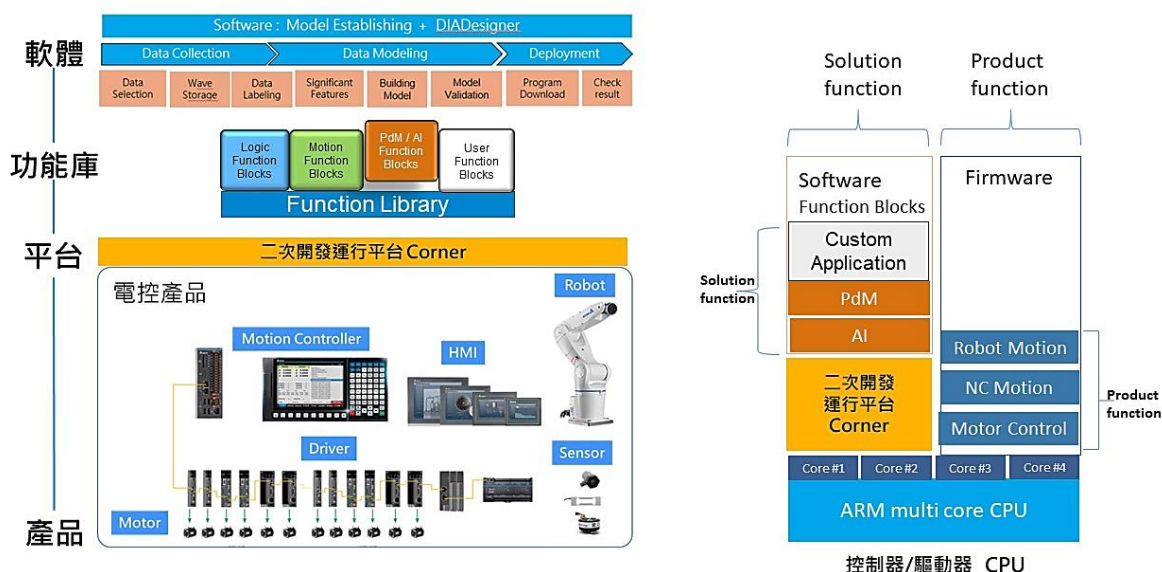 軟體
Software : Model Establishing + DIADesigner
Data Collection
Data Modeling
Deployment
Data
Selection
Wave
Storage
Data
Labeling
Significant
Features
Building
Model
Model
Validation
Program
Download
Check
result
功能庫
Logic
Function
Blocks
Motion
Function
Blocks
PdM / AI
Function
Blocks
User
Function
Blocks
Function Library
平台
二次開發運行平台 Corner
電控產品
Robot
Motion Controller
HMI
Driver
Sensor
Motor
產品
Solution
function
Product
function
Software
Function Blocks
Firmware
Custom
Application
Solution
function
PdM
AI
Robot Motion
二次開發
運行平台
Corner
NC Motion
Motor Control
Product
function
Core #1
Core #2
Core #3
Core #4
ARM multi core CPU
控制器/驅動器 CPU